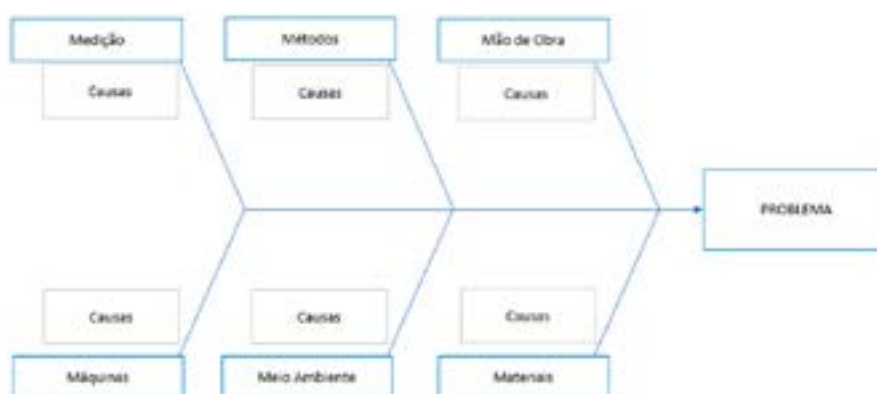 Medição
Métodos
Mão de Obra
Causas
Causas
Causas
PROBLEMA
Causas
Causas
Causas
Máquinas
Meio Ambiente
Materiais